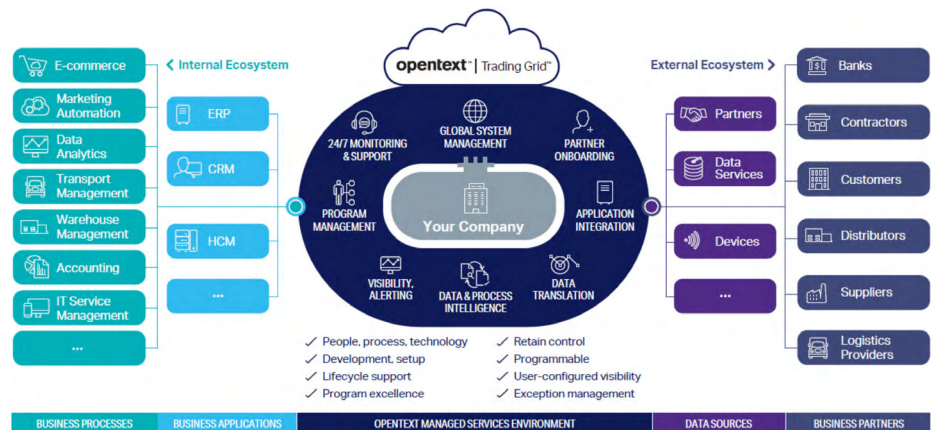 opentext™ | Trading Grid™
< Internal Ecosystem
External Ecosystem >
E-commerce
Marketing
Automation
Data
Analytics
Transport
Management
Warehouse
Management
Accounting
IT Service
Management
...
ERP
CRM
HCM
...
24/7 MONITORING
& SUPPORT
GLOBAL SYSTEM
MANAGEMENT
PARTNER
ONBOARDING
PROGRAM
MANAGEMENT
Your Company
APPLICATION
INTEGRATION
VISIBILITY,
ALERTING
DATA & PROCESS
INTELLIGENCE
DATA
TRANSLATION
Partners
Data
Services
Devices
...
Banks
Contractors
Customers
Distributors
Suppliers
Logistics
Providers
✓ People, process, technology
✓ Development, setup
✓ Lifecycle support
✓ Program excellence
✓ Retain control
✓ Programmable
✓ User-configured visibility
✓ Exception management
BUSINESS PROCESSES
BUSINESS APPLICATIONS
OPENTEXT MANAGED SERVICES ENVIRONMENT
DATA SOURCES
BUSINESS PARTNERS